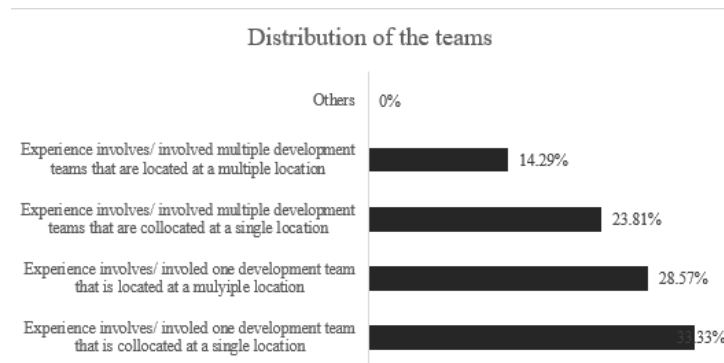 Distribution of the teams
Others
0%
Experience involves/ involved multiple development
teams that are located at a multiple location
14.29%
Experience involves/ involved multiple development
teams that are collocated at a single location
23.81%
Experience involves/ involed one development team
that is located at a mulyiple location
28.57%
Experience involves/ involed one development team
that is collocated at a single location
33.33%